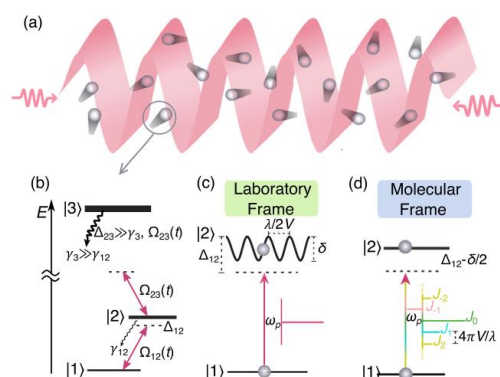 (a)
(b)
E
|3⟩
Δ₂₃≫γ₃, Ω₂₃(t)
γ₃≫γ₁₂
Ω₂₃(t)
|2⟩
Δ₁₂
γ₁₂
Ω₁₂(t)
|1⟩
(c)
Laboratory
Frame
λ/2V
|2⟩
Δ₁₂
δ
ωₚ
|1⟩
(d)
Molecular
Frame
|2⟩
Δ₁₂-δ/2
J₋₂
J₋₁
ωₚ
J₀
J₁
J₂
4πV/λ
|1⟩